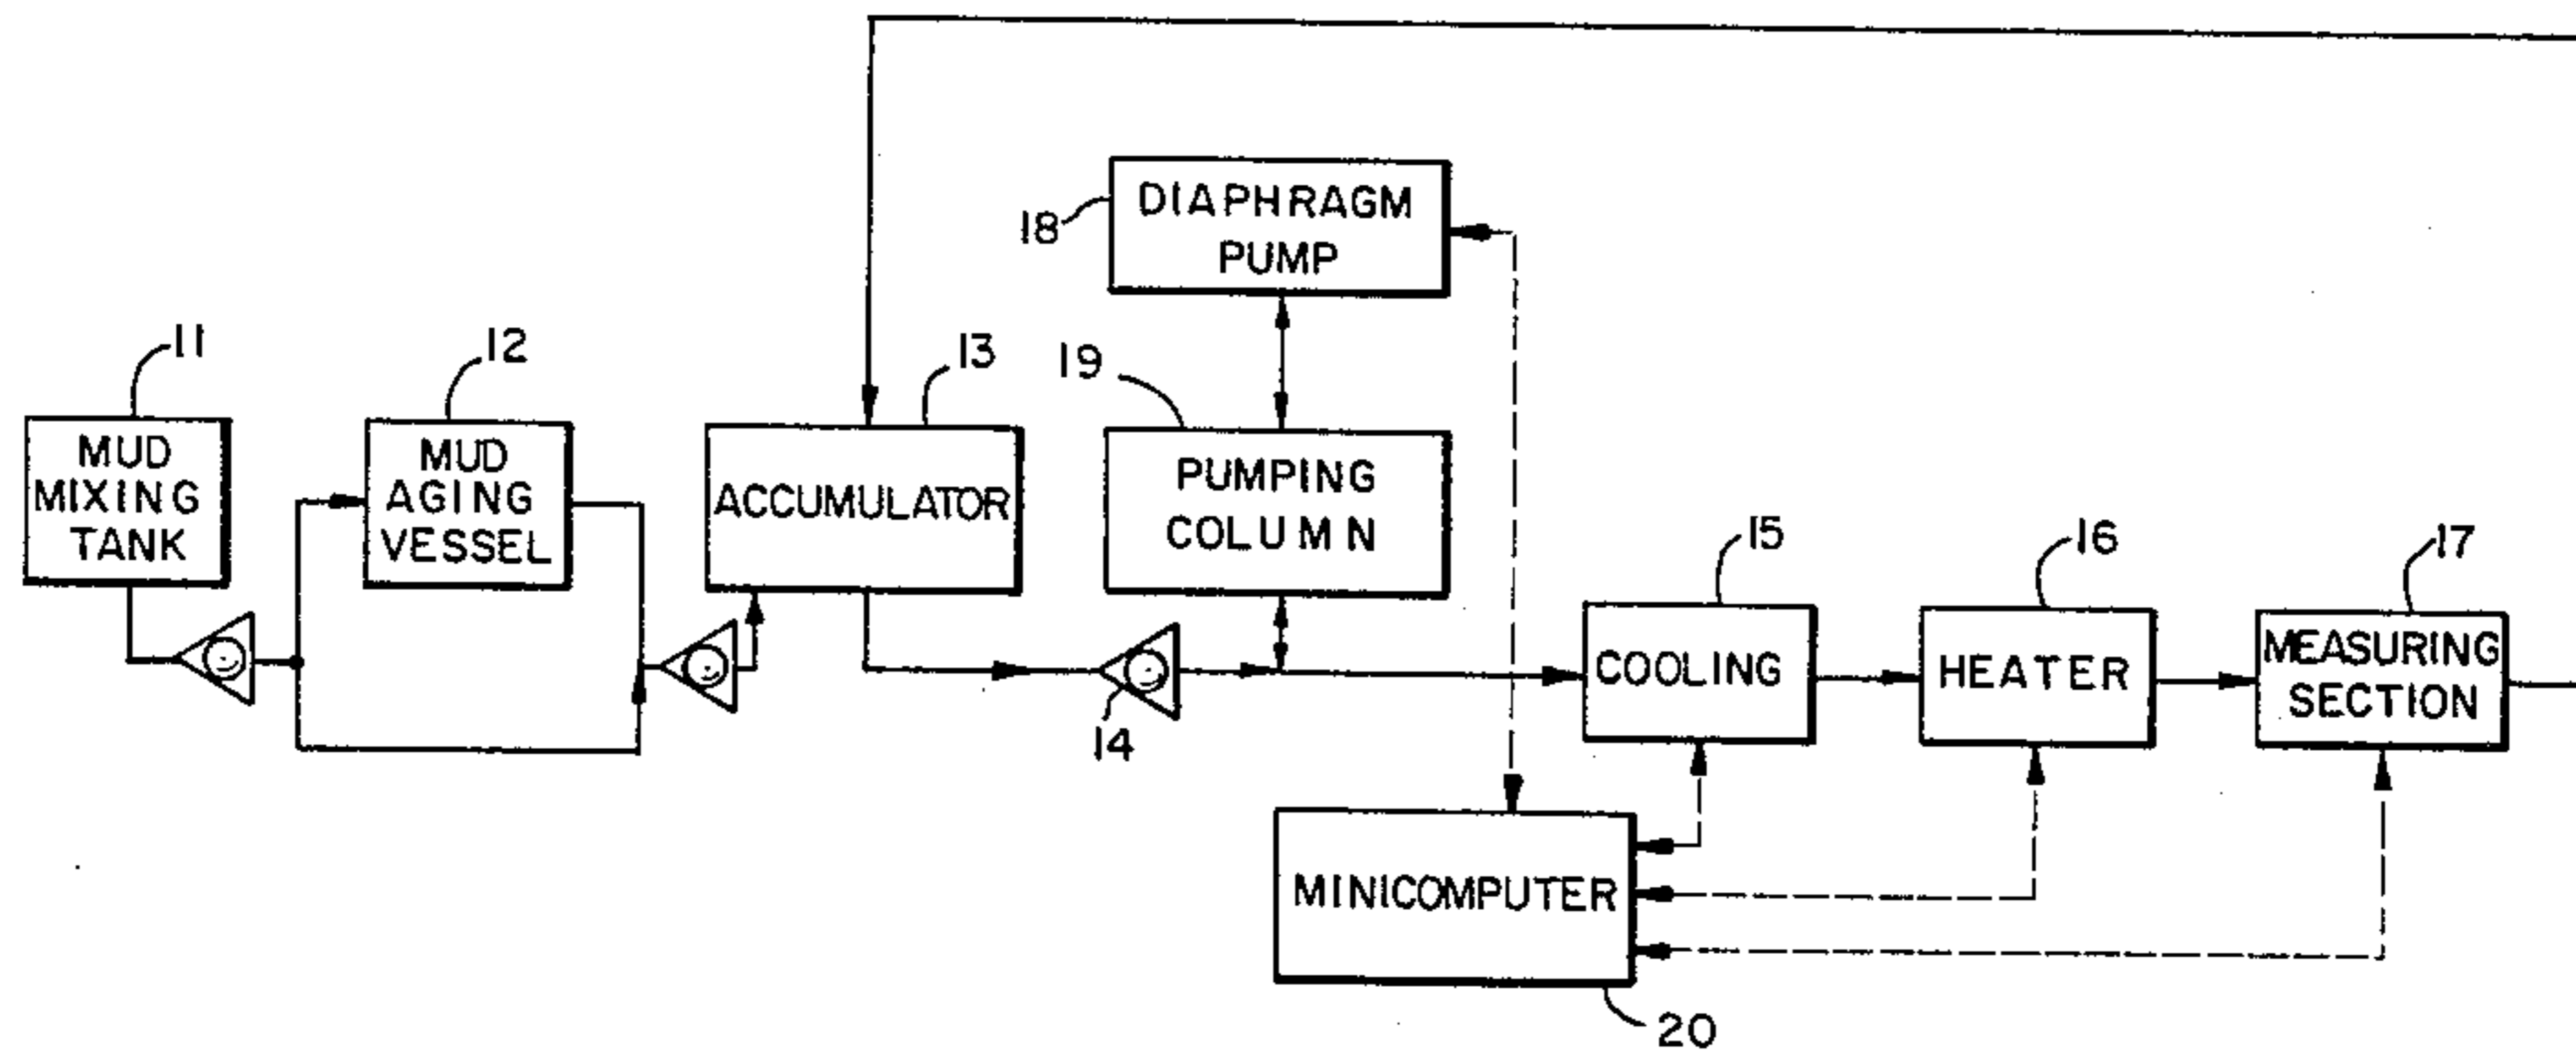 18
DIAPHRAGM
PUMP
11
12
13
19
MUD
MIXING
TANK
MUD
AGING
VESSEL
ACCUMULATOR
PUMPING
COLUMN
14
15
16
17
COOLING
HEATER
MEASURING
SECTION
MINICOMPUTER
20